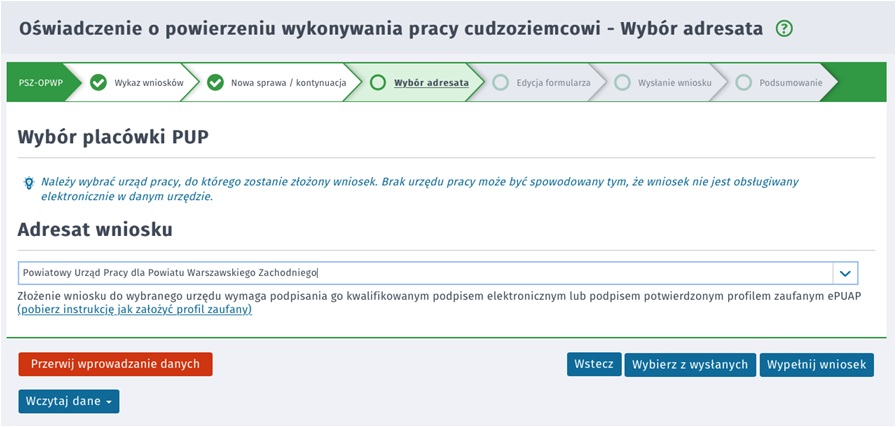 Oświadczenie o powierzeniu wykonywania pracy cudzoziemcowi - Wybór adresata ?
PSZ-OPWP Wykaz wniosków Nowa sprawa / kontynuacja Wybór adresata Edycja formularza Wysłanie wniosku Podsumowanie
Wybór placówki PUP
Należy wybrać urząd pracy, do którego zostanie złożony wniosek. Brak urzędu pracy może być spowodowany tym, że wniosek nie jest obsługiwany
elektronicznie w danym urzędzie.
Adresat wniosku
Powiatowy Urząd Pracy dla Powiatu Warszawskiego Zachodniego
Złożenie wniosku do wybranego urzędu wymaga podpisania go kwalifikowanym podpisem elektronicznym lub podpisem potwierdzonym profilem zaufanym ePUAP
(pobierz instrukcję jak założyć profil zaufany)
Przerwij wprowadzanie danych Wstecz Wybierz z wysłanych Wypełnij wniosek
Wczytaj dane